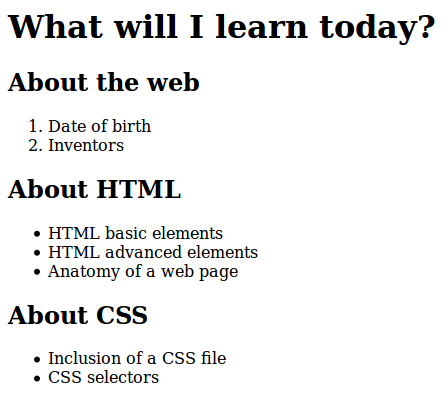 What will I learn today?
About the web
1. Date of birth
2. Inventors
About HTML
• HTML basic elements
• HTML advanced elements
• Anatomy of a web page
About CSS
• Inclusion of a CSS file
• CSS selectors